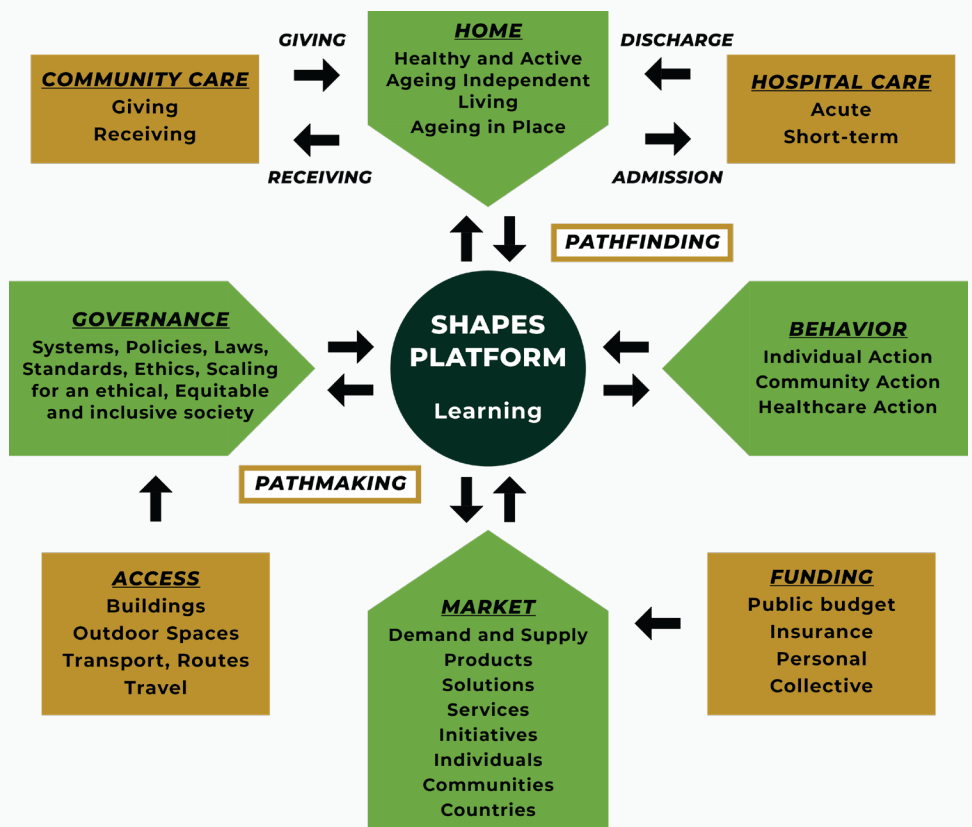 GIVING
HOME
Healthy and Active
Ageing Independent
Living
Ageing in Place
DISCHARGE
COMMUNITY CARE
Giving
Receiving
HOSPITAL CARE
Acute
Short-term
RECEIVING
ADMISSION
PATHFINDING
GOVERNANCE
Systems, Policies, Laws,
Standards, Ethics, Scaling
for an ethical, Equitable
and inclusive society
SHAPES
PLATFORM
Learning
BEHAVIOR
Individual Action
Community Action
Healthcare Action
PATHMAKING
ACCESS
Buildings
Outdoor Spaces
Transport, Routes
Travel
MARKET
Demand and Supply
Products
Solutions
Services
Initiatives
Individuals
Communities
Countries
FUNDING
Public budget
Insurance
Personal
Collective